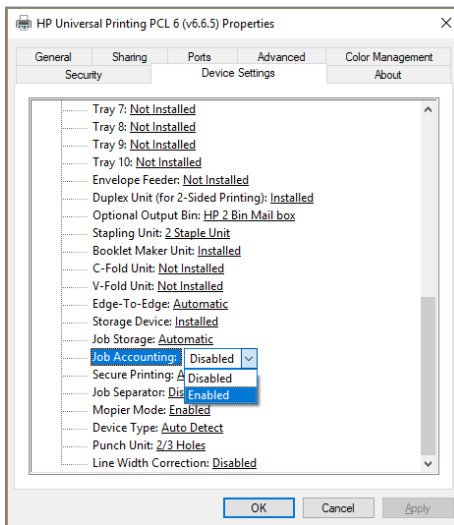 HP Universal Printing PCL 6 (v6.6.5) Properties
General Sharing Ports Advanced Color Management
Security Device Settings About
Tray 7: Not Installed
Tray 8: Not Installed
Tray 9: Not Installed
Tray 10: Not Installed
Envelope Feeder: Not Installed
Duplex Unit (for 2-Sided Printing): Installed
Optional Output Bin: HP 2 Bin Mail box
Stapling Unit: 2 Staple Unit
Booklet Maker Unit: Installed
C-Fold Unit: Not Installed
V-Fold Unit: Not Installed
Edge-To-Edge: Automatic
Storage Device: Installed
Job Storage: Automatic
Job Accounting: Disabled
Secure Printing: Disabled
Job Separator: Enabled
Mopier Mode: Enabled
Device Type: Auto Detect
Punch Unit: 2/3 Holes
Line Width Correction: Disabled
OK Cancel Apply